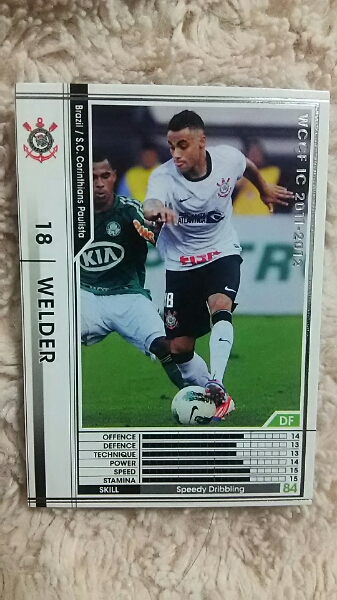 Brazil / S.C. Corinthians Paulista
WCCF IC 2011-2012
18 WELDER
KIA
18
DF
OFFENCE 14
DEFENCE 13
TECHNIQUE 13
POWER 14
SPEED 15
STAMINA 15
SKILL Speedy Dribbling 84